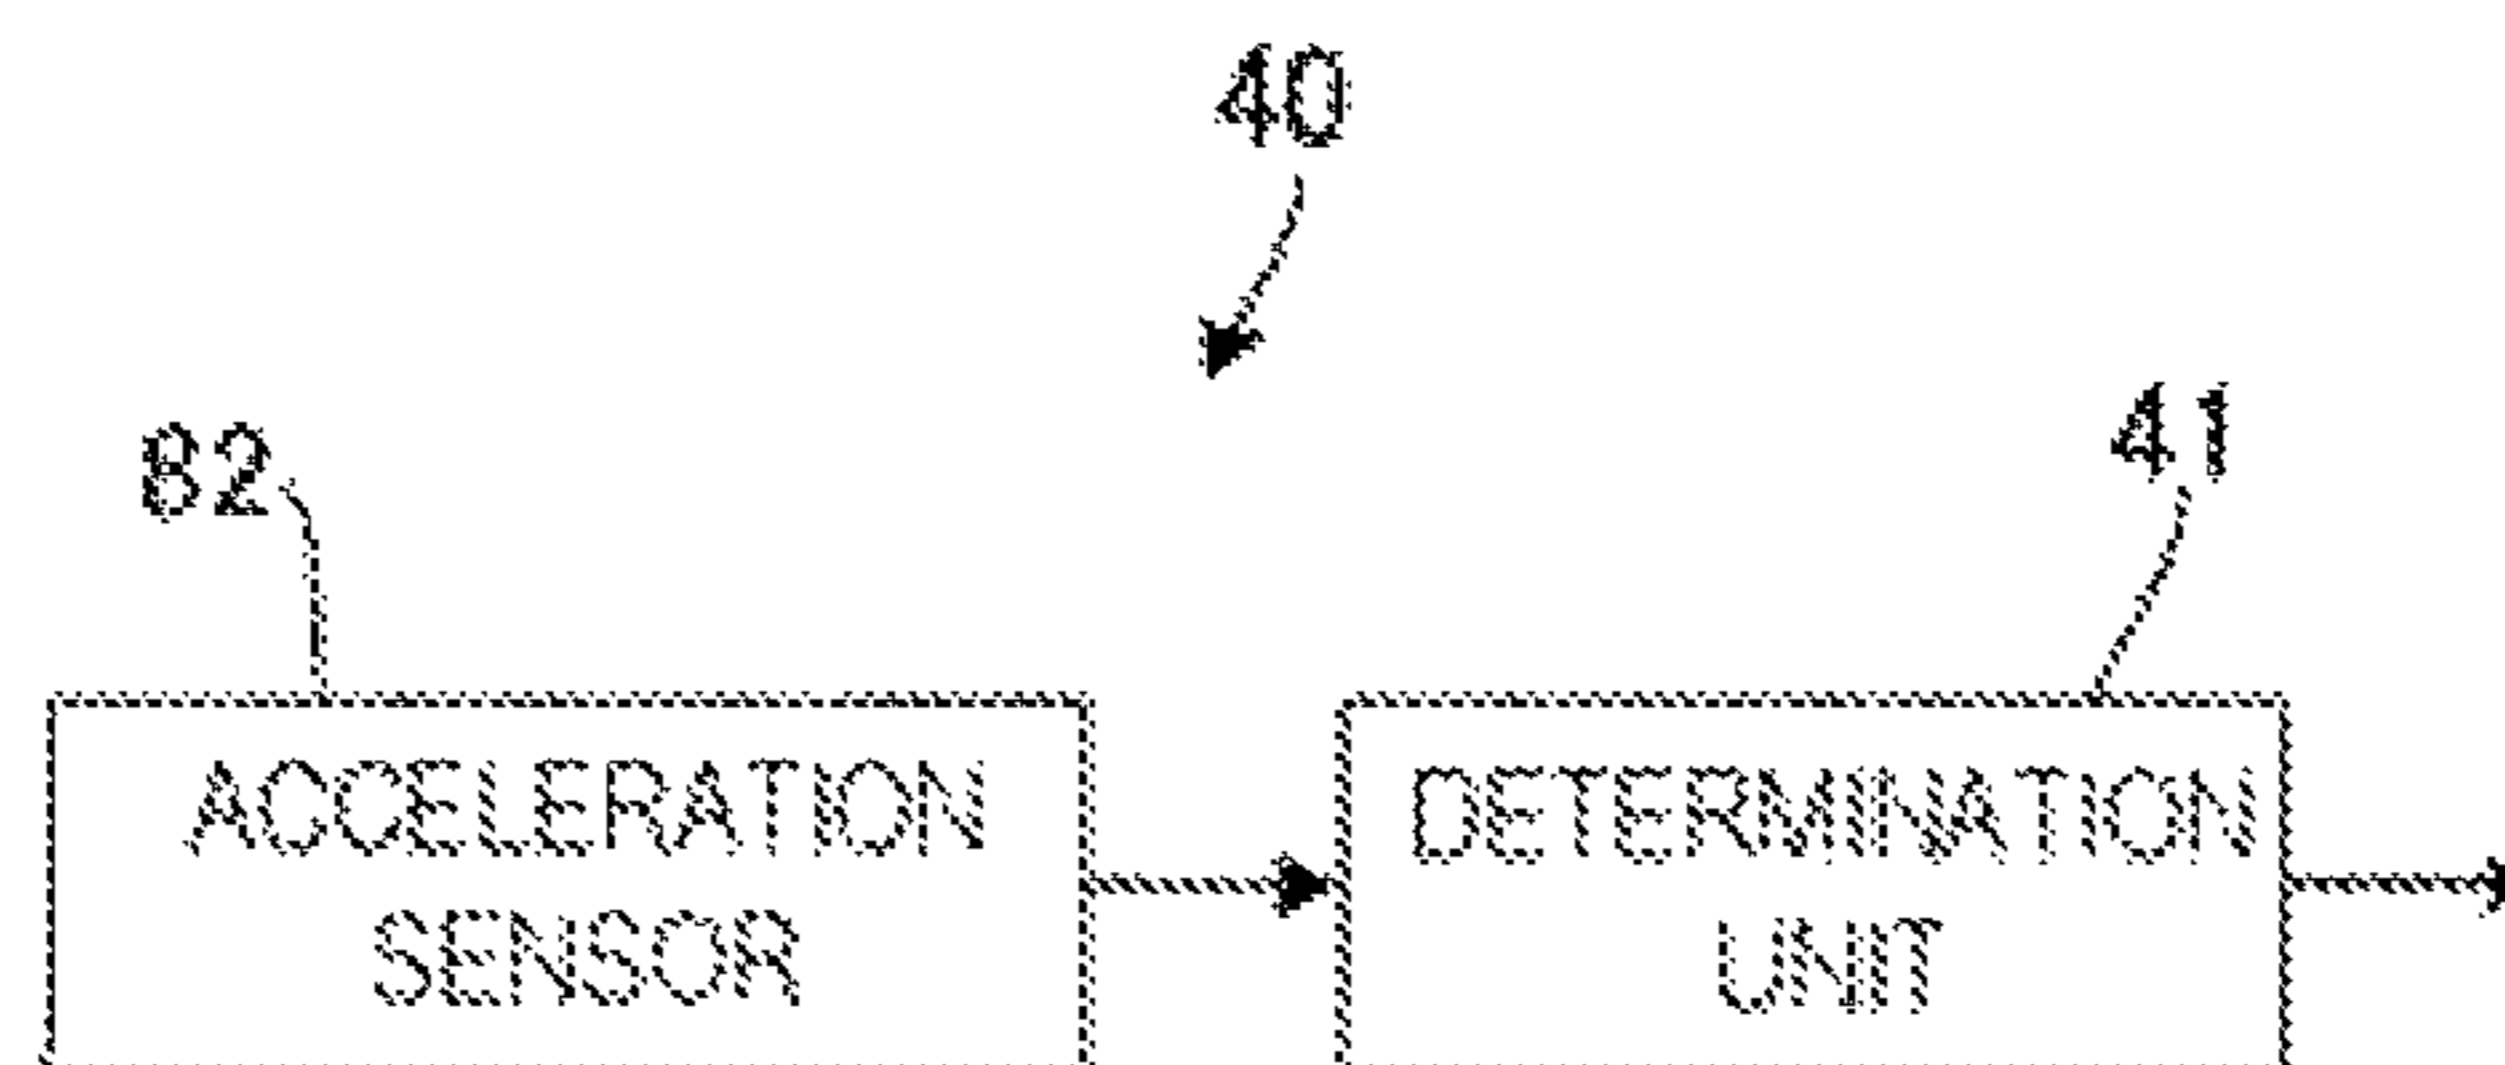 40
82
41
ACCELERATION
SENSOR
DETERMINATION
UNIT